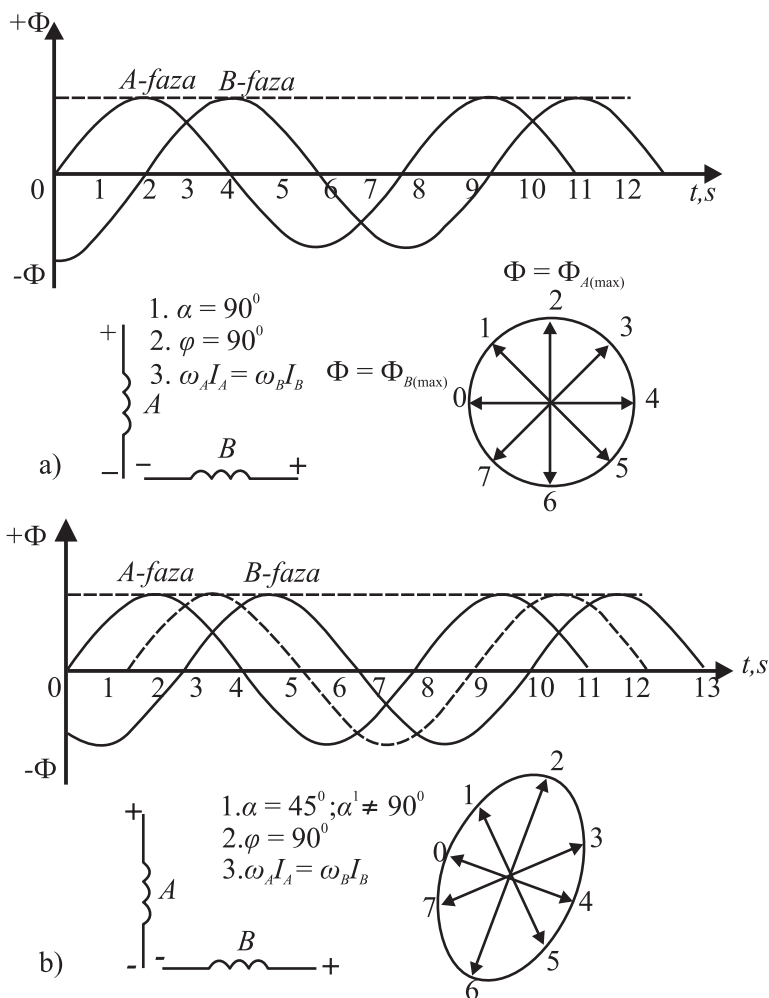 +Φ
A-faza B-faza
0 1 2 3 4 5 6 7 8 9 10 11 12 t,s
-Φ
1. α = 90⁰
2. φ = 90⁰
3. ω_A I_A = ω_B I_B
+
A
–
– B +
a)
Φ = Φ_A(max)
Φ = Φ_B(max)
0 1 2 3 4 5 6 7
+Φ
A-faza B-faza
0 1 2 3 4 5 6 7 8 9 10 11 12 13 t,s
-Φ
1.α = 45⁰;α¹≠ 90⁰
2.φ = 90⁰
3.ω_A I_A = ω_B I_B
+
A
-
- B +
b)
0 1 2 3 4 5 6 7